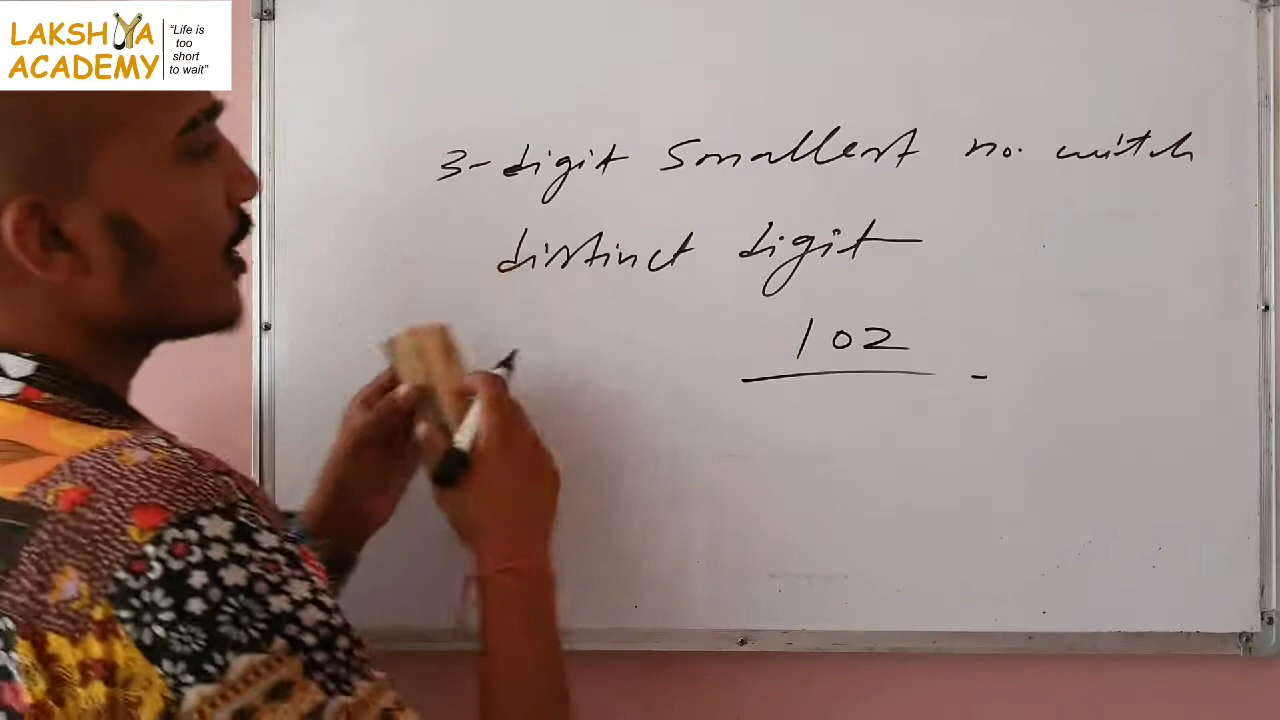 LAKSHYA
ACADEMY
"Life is
too
short
to wait"
3-digit smallest no. with
distinct digit
102